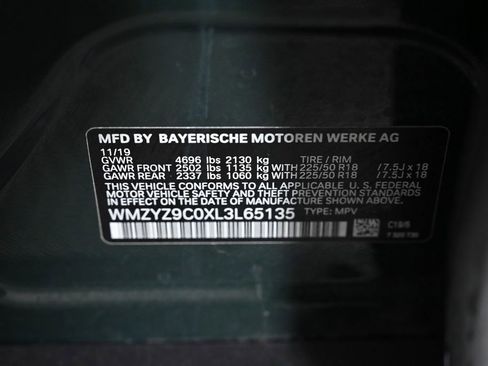 MFD BY BAYERISCHE MOTOREN WERKE AG
11/19
GVWR 4696 lbs 2130 kg TIRE / RIM
GAWR FRONT 2502 lbs 1135 kg WITH 225/50 R18 /7.5J x 18
GAWR REAR 2337 lbs 1060 kg WITH 225/50 R18 /7.5J x 18
THIS VEHICLE CONFORMS TO ALL APPLICABLE U. S. FEDERAL
MOTOR VEHICLE SAFETY AND THEFT PREVENTION STANDARDS
IN EFFECT ON THE DATE OF MANUFACTURE SHOWN ABOVE.
WMZYZ9C0XL3L65135 TYPE: MPV
C19/5